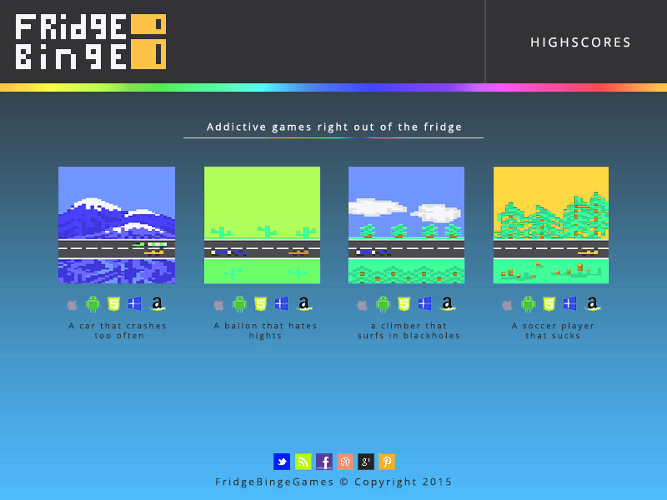 FRidgE
BingE
HIGHSCORES
Addictive games right out of the fridge
A car that crashes
too often
A ballon that hates
hights
a climber that
surfs in blackholes
A soccer player
that sucks
FridgeBingeGames © Copyright 2015